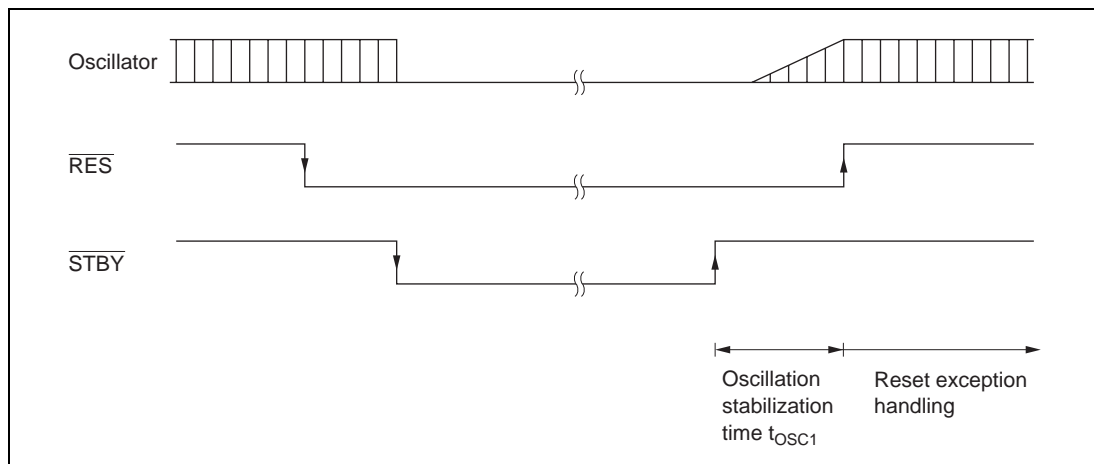 Oscillator
RES
STBY
Oscillation
stabilization
time tOSC1
Reset exception
handling